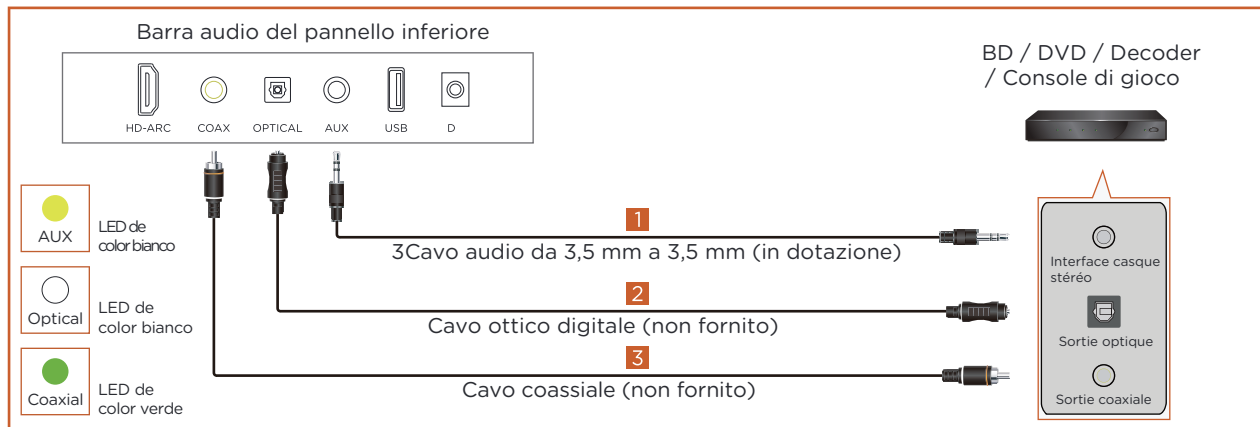 Barra audio del pannello inferiore
HD-ARC COAX OPTICAL AUX USB D
BD / DVD / Decoder
/ Console di gioco
AUX
LED de
color bianco
Optical
LED de
color bianco
Coaxial
LED de
color verde
1
3Cavo audio da 3,5 mm a 3,5 mm (in dotazione)
2
Cavo ottico digitale (non fornito)
3
Cavo coassiale (non fornito)
Interface casque
stéréo
Sortie optique
Sortie coaxiale